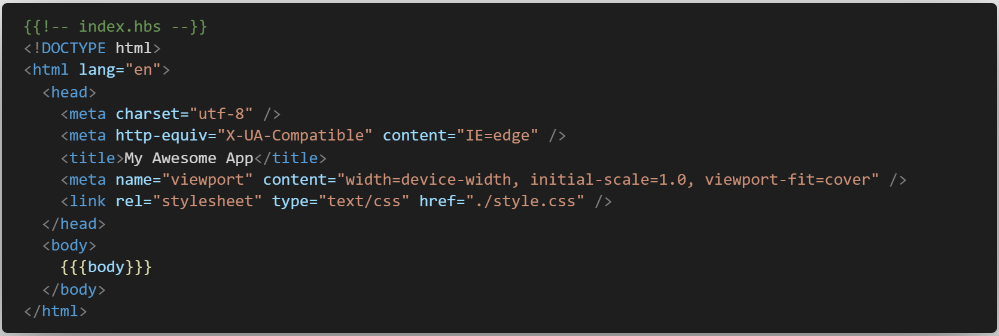 {{!-- index.hbs --}}
<!DOCTYPE html>
<html lang="en">
  <head>
    <meta charset="utf-8" />
    <meta http-equiv="X-UA-Compatible" content="IE=edge" />
    <title>My Awesome App</title>
    <meta name="viewport" content="width=device-width, initial-scale=1.0, viewport-fit=cover" />
    <link rel="stylesheet" type="text/css" href="./style.css" />
  </head>
  <body>
    {{{body}}}
  </body>
</html>